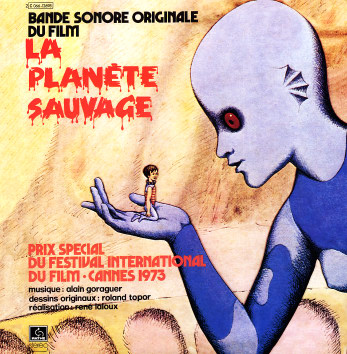 BANDE SONORE ORIGINALE
DU FILM
LA
PLANÈTE
SAUVAGE
PRIX SPECIAL
DU FESTIVAL INTERNATIONAL
DU FILM • CANNES 1973
musique : alain goraguer
dessins originaux : roland topor
réalisation : rené laloux
PATHE